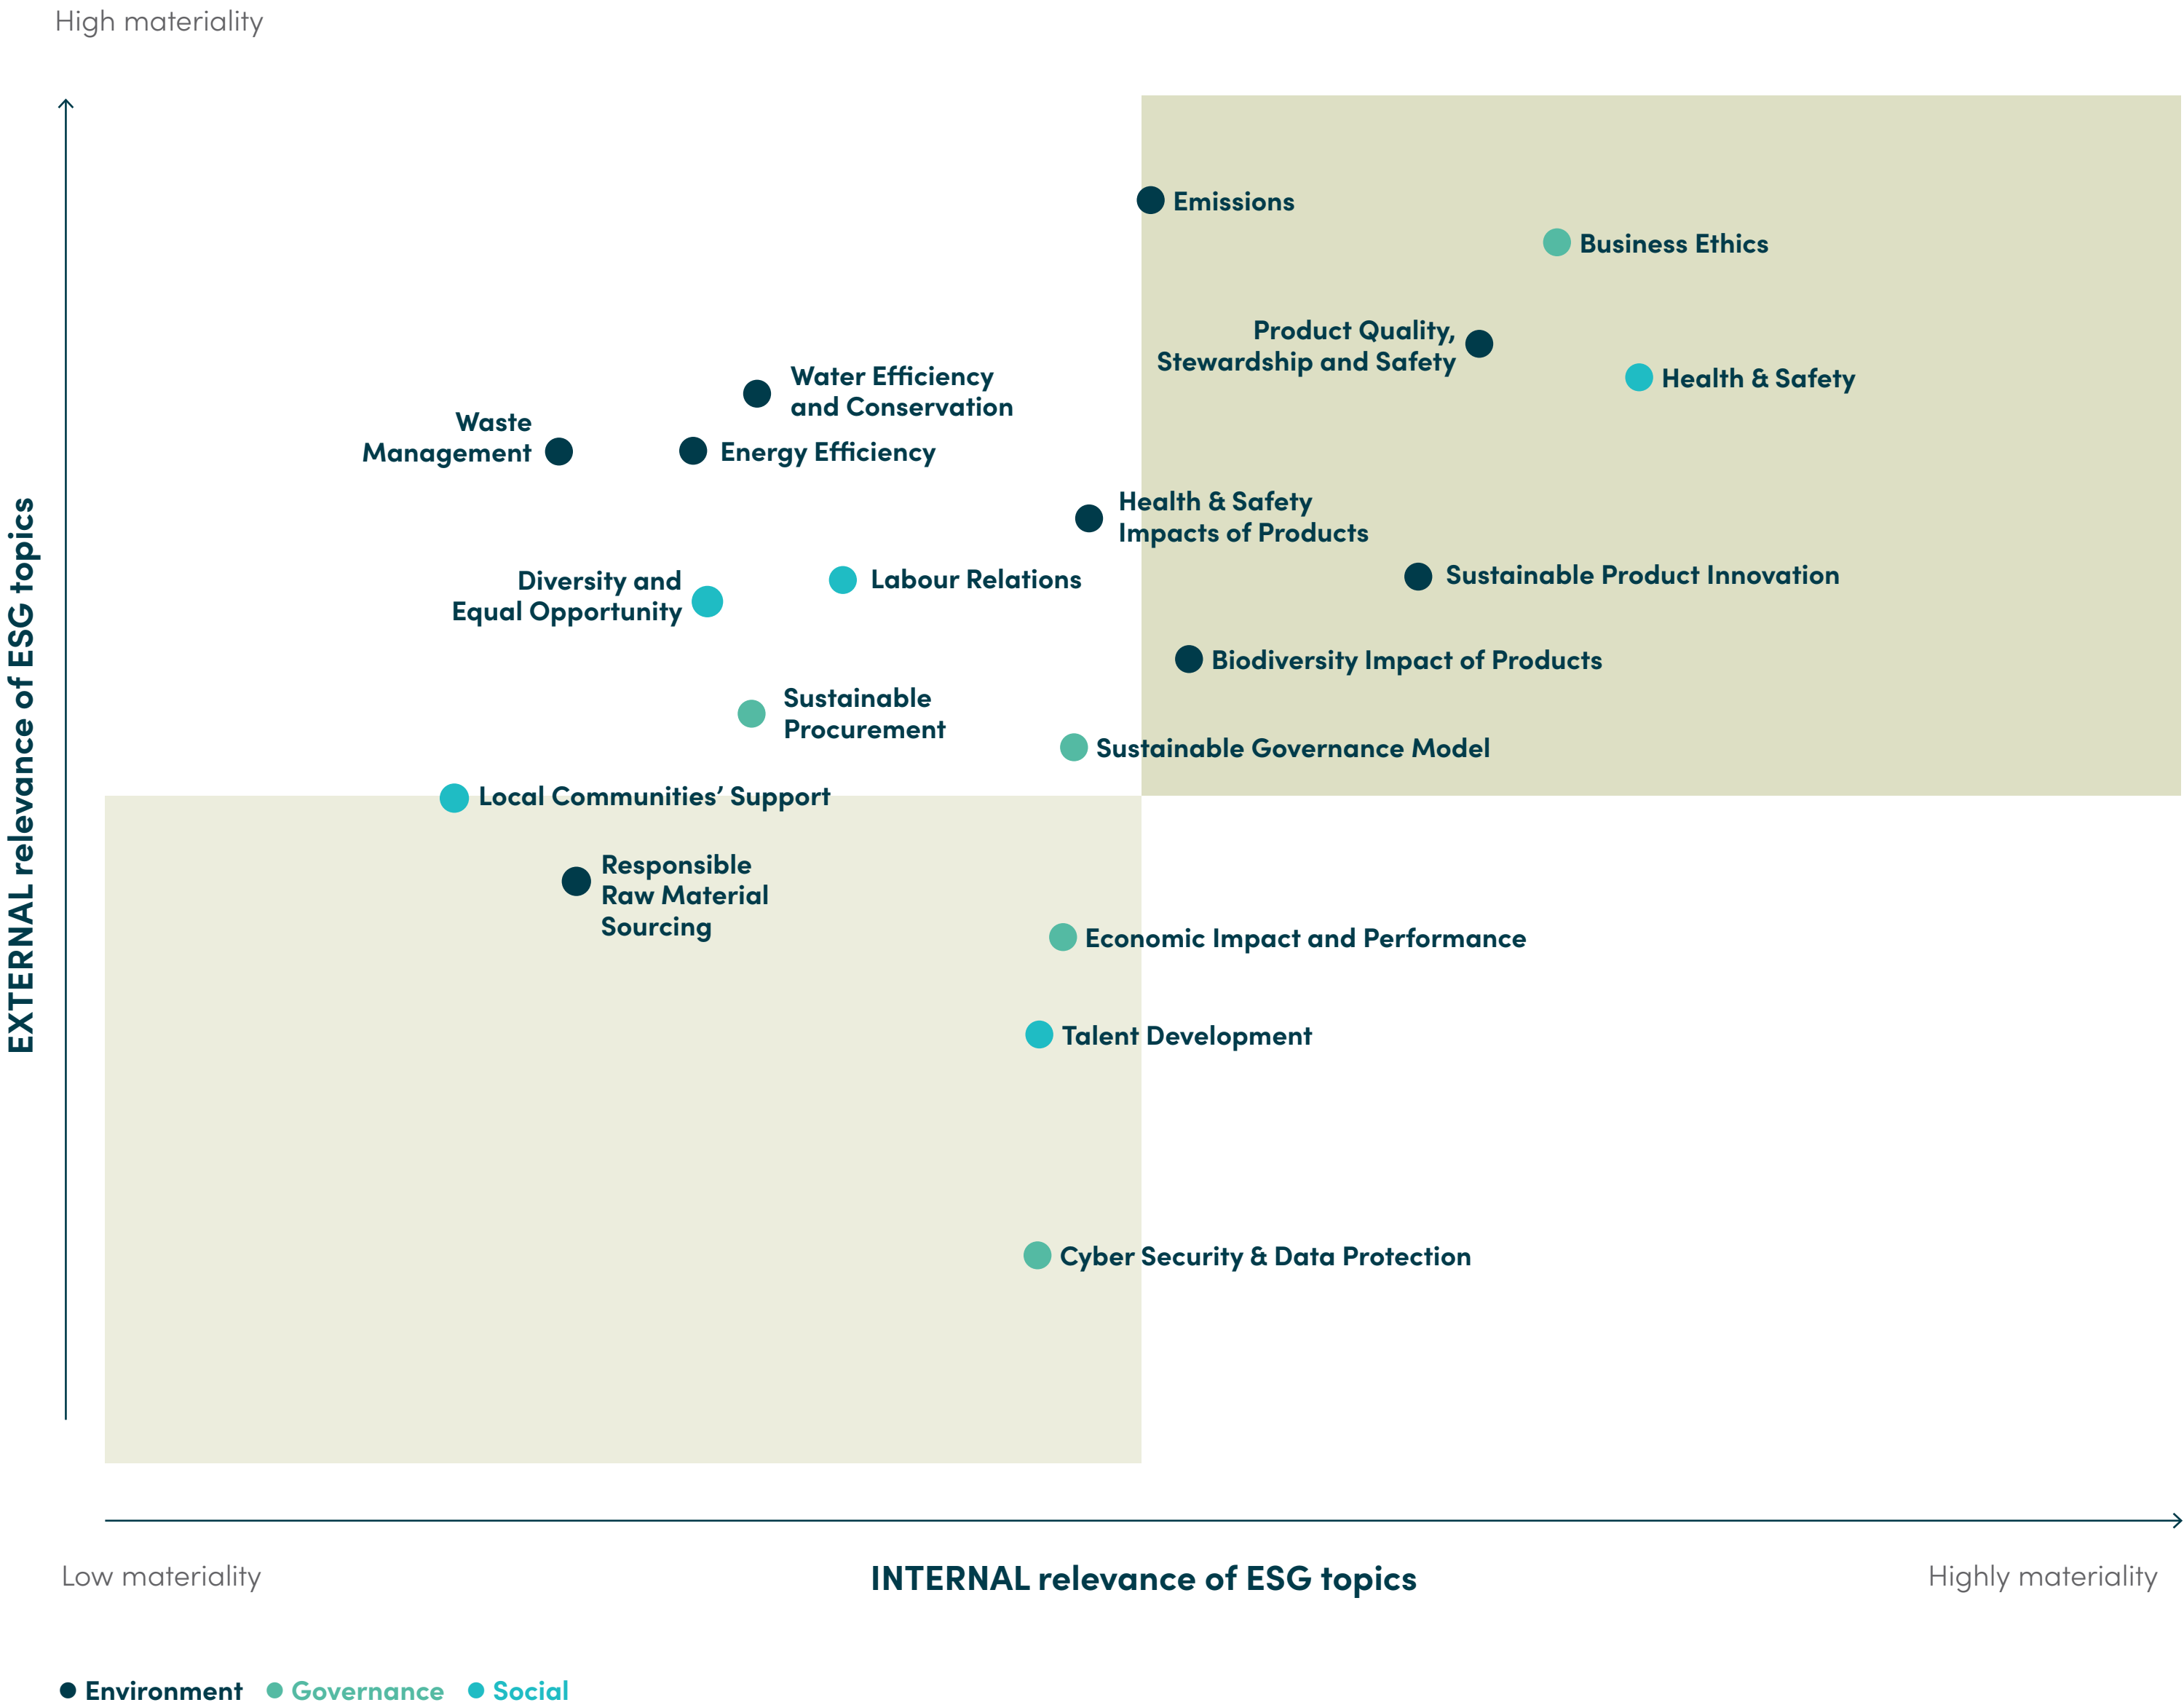 High materiality
EXTERNAL relevance of ESG topics
Emissions
Business Ethics
Product Quality,
Stewardship and Safety
Health & Safety
Water Efficiency
and Conservation
Waste
Management
Energy Efficiency
Health & Safety
Impacts of Products
Diversity and
Equal Opportunity
Labour Relations
Sustainable Product Innovation
Biodiversity Impact of Products
Sustainable
Procurement
Sustainable Governance Model
Local Communities’ Support
Responsible
Raw Material
Sourcing
Economic Impact and Performance
Talent Development
Cyber Security & Data Protection
Low materiality
INTERNAL relevance of ESG topics
Highly materiality
Environment
Governance
Social